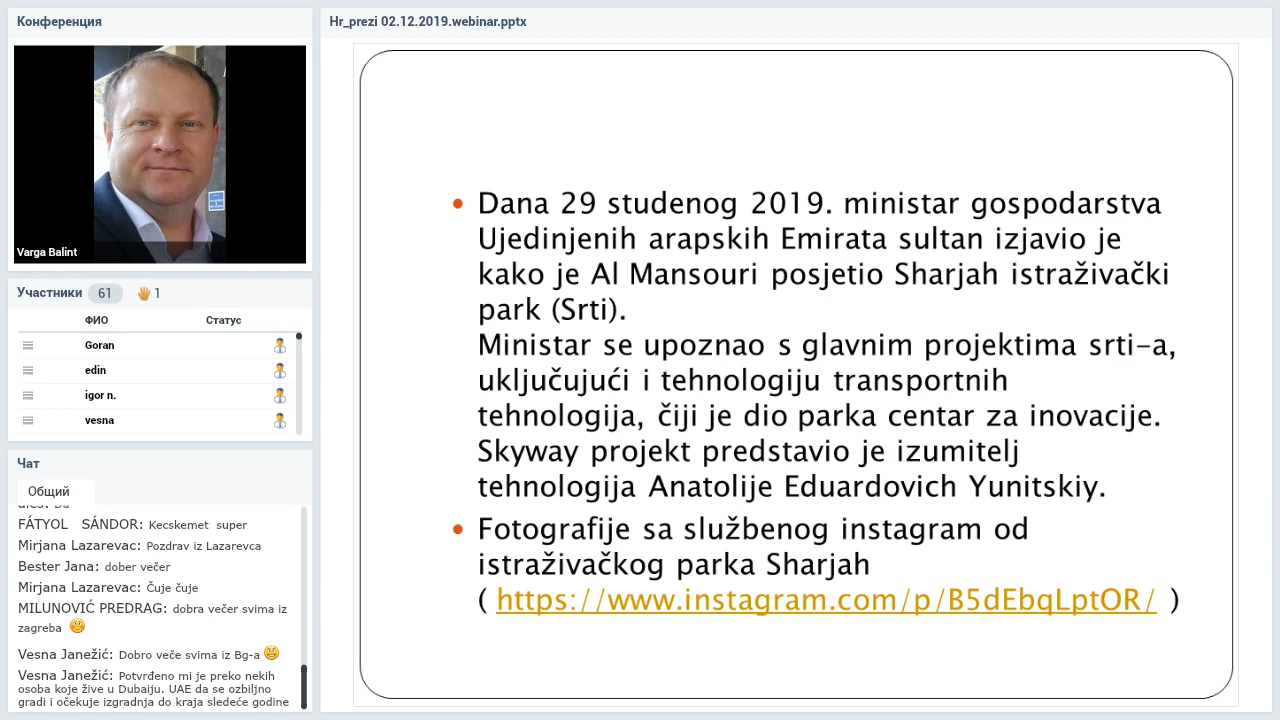 Конференция
Varga Balint
Участники 61 1
ФИО Статус
Goran
edin
igor n.
vesna
Чат
Общий
FÁTYOL SÁNDOR: Kecskemet super
Mirjana Lazarevac: Pozdrav iz Lazarevca
Bester Jana: dober večer
Mirjana Lazarevac: Čuje čuje
MILUNOVIĆ PREDRAG: dobra večer svima iz
zagreba
Vesna Janežić: Dobro veče svima iz Bg-a
Vesna Janežić: Potvrđeno mi je preko nekih
osoba koje žive u Dubaiju. UAE da se ozbiljno
gradi i očekuje izgradnja do kraja sledeće godine
Hr_prezi 02.12.2019.webinar.pptx
• Dana 29 studenog 2019. ministar gospodarstva
Ujedinjenih arapskih Emirata sultan izjavio je
kako je Al Mansouri posjetio Sharjah istraživački
park (Srti).
Ministar se upoznao s glavnim projektima srti-a,
uključujući i tehnologiju transportnih
tehnologija, čiji je dio parka centar za inovacije.
Skyway projekt predstavio je izumitelj
tehnologija Anatolije Eduardovich Yunitskiy.
• Fotografije sa službenog instagram od
istraživačkog parka Sharjah
( https://www.instagram.com/p/B5dEbqLptOR/ )